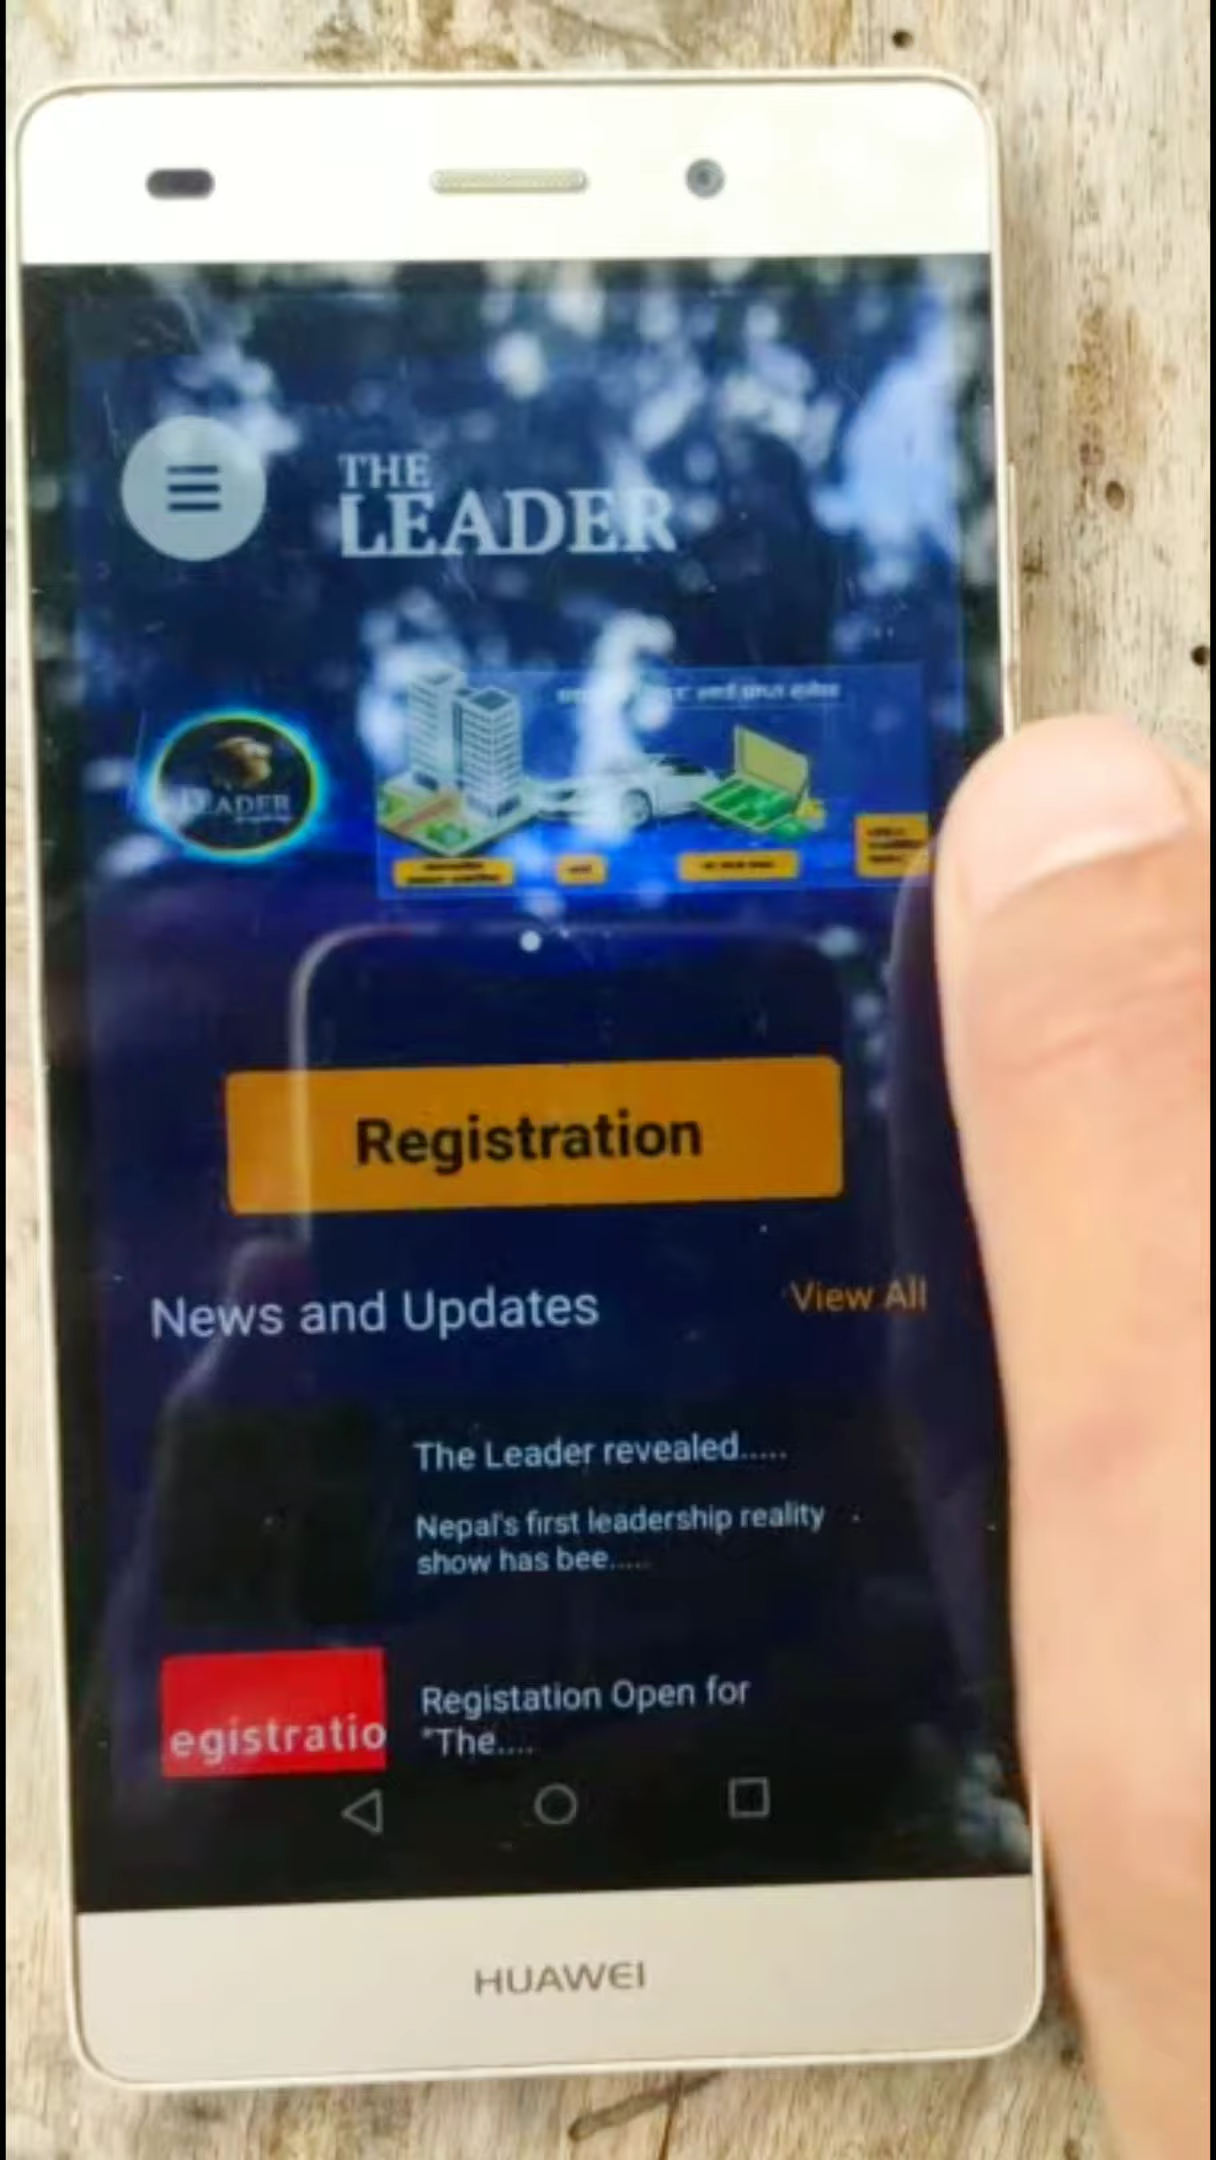 THE
LEADER
LEADER
Registration
News and Updates
View All
The Leader revealed.....
Nepal's first leadership reality
show has bee.....
egistratio
Registation Open for
"The....
HUAWEI